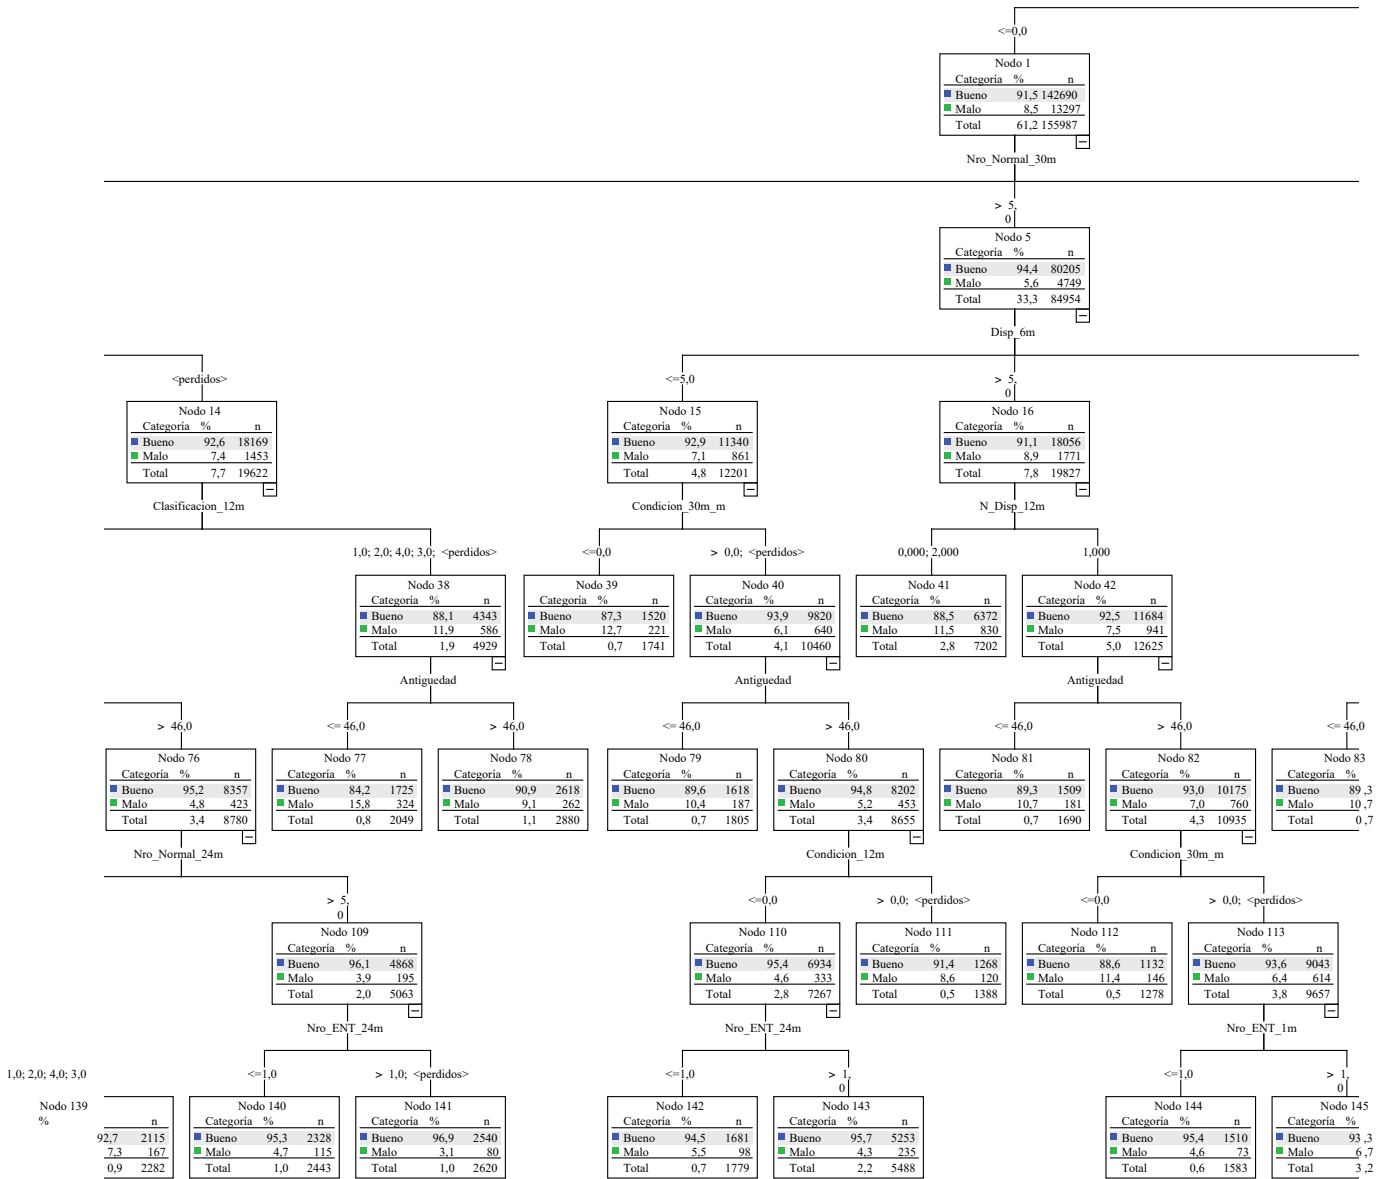 <=0,0
Nodo 1
Categoría % n
Bueno 91,5 142690
Malo 8,5 13297
Total 61,2 155987
Nro_Normal_30m
> 5,
0
Nodo 5
Categoría % n
Bueno 94,4 80205
Malo 5,6 4749
Total 33,3 84954
Disp_6m
<perdidos>
Nodo 14
Categoría % n
Bueno 92,6 18169
Malo 7,4 1453
Total 7,7 19622
Clasificacion_12m
<=5,0
Nodo 15
Categoría % n
Bueno 92,9 11340
Malo 7,1 861
Total 4,8 12201
Condicion_30m_m
> 5,
0
Nodo 16
Categoría % n
Bueno 91,1 18056
Malo 8,9 1771
Total 7,8 19827
N_Disp_12m
1,0; 2,0; 4,0; 3,0; <perdidos>
Nodo 38
Categoría % n
Bueno 88,1 4343
Malo 11,9 586
Total 1,9 4929
Antiguedad
<=0,0
Nodo 39
Categoría % n
Bueno 87,3 1520
Malo 12,7 221
Total 0,7 1741
> 0,0; <perdidos>
Nodo 40
Categoría % n
Bueno 93,9 9820
Malo 6,1 640
Total 4,1 10460
Antiguedad
0,000; 2,000
Nodo 41
Categoría % n
Bueno 88,5 6372
Malo 11,5 830
Total 2,8 7202
1,000
Nodo 42
Categoría % n
Bueno 92,5 11684
Malo 7,5 941
Total 5,0 12625
Antiguedad
> 46,0
Nodo 76
Categoría % n
Bueno 95,2 8357
Malo 4,8 423
Total 3,4 8780
Nro_Normal_24m
<= 46,0
Nodo 77
Categoría % n
Bueno 84,2 1725
Malo 15,8 324
Total 0,8 2049
> 46,0
Nodo 78
Categoría % n
Bueno 90,9 2618
Malo 9,1 262
Total 1,1 2880
<= 46,0
Nodo 79
Categoría % n
Bueno 89,6 1618
Malo 10,4 187
Total 0,7 1805
> 46,0
Nodo 80
Categoría % n
Bueno 94,8 8202
Malo 5,2 453
Total 3,4 8655
Condicion_12m
<= 46,0
Nodo 81
Categoría % n
Bueno 89,3 1509
Malo 10,7 181
Total 0,7 1690
> 46,0
Nodo 82
Categoría % n
Bueno 93,0 10175
Malo 7,0 760
Total 4,3 10935
Condicion_30m_m
<= 46,0
Nodo 83
Categoría %
Bueno 89 ,3
Malo 10 ,7
Total 0 ,7
> 5,
0
Nodo 109
Categoría % n
Bueno 96,1 4868
Malo 3,9 195
Total 2,0 5063
Nro_ENT_24m
<=0,0
Nodo 110
Categoría % n
Bueno 95,4 6934
Malo 4,6 333
Total 2,8 7267
Nro_ENT_24m
> 0,0; <perdidos>
Nodo 111
Categoría % n
Bueno 91,4 1268
Malo 8,6 120
Total 0,5 1388
<=0,0
Nodo 112
Categoría % n
Bueno 88,6 1132
Malo 11,4 146
Total 0,5 1278
> 0,0; <perdidos>
Nodo 113
Categoría % n
Bueno 93,6 9043
Malo 6,4 614
Total 3,8 9657
Nro_ENT_1m
1,0; 2,0; 4,0; 3,0
Nodo 139
% n
92,7 2115
7,3 167
0,9 2282
<=1,0
Nodo 140
Categoría % n
Bueno 95,3 2328
Malo 4,7 115
Total 1,0 2443
> 1,0; <perdidos>
Nodo 141
Categoría % n
Bueno 96,9 2540
Malo 3,1 80
Total 1,0 2620
<=1,0
Nodo 142
Categoría % n
Bueno 94,5 1681
Malo 5,5 98
Total 0,7 1779
> 1,
0
Nodo 143
Categoría % n
Bueno 95,7 5253
Malo 4,3 235
Total 2,2 5488
<=1,0
Nodo 144
Categoría % n
Bueno 95,4 1510
Malo 4,6 73
Total 0,6 1583
> 1,
0
Nodo 145
Categoría %
Bueno 93 ,3
Malo 6 ,7
Total 3 ,2